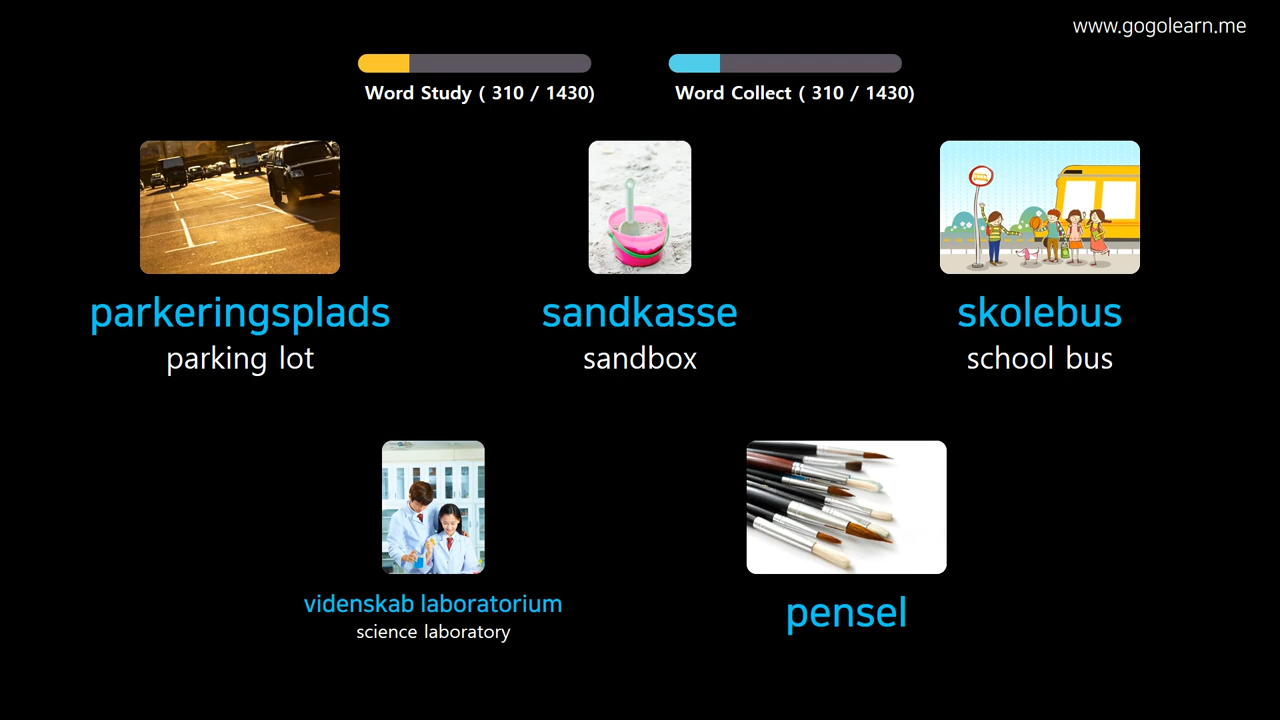 www.gogolearn.me
Word Study ( 310 / 1430)
Word Collect ( 310 / 1430)
parkeringsplads
parking lot
sandkasse
sandbox
skolebus
school bus
videnskab laboratorium
science laboratory
pensel